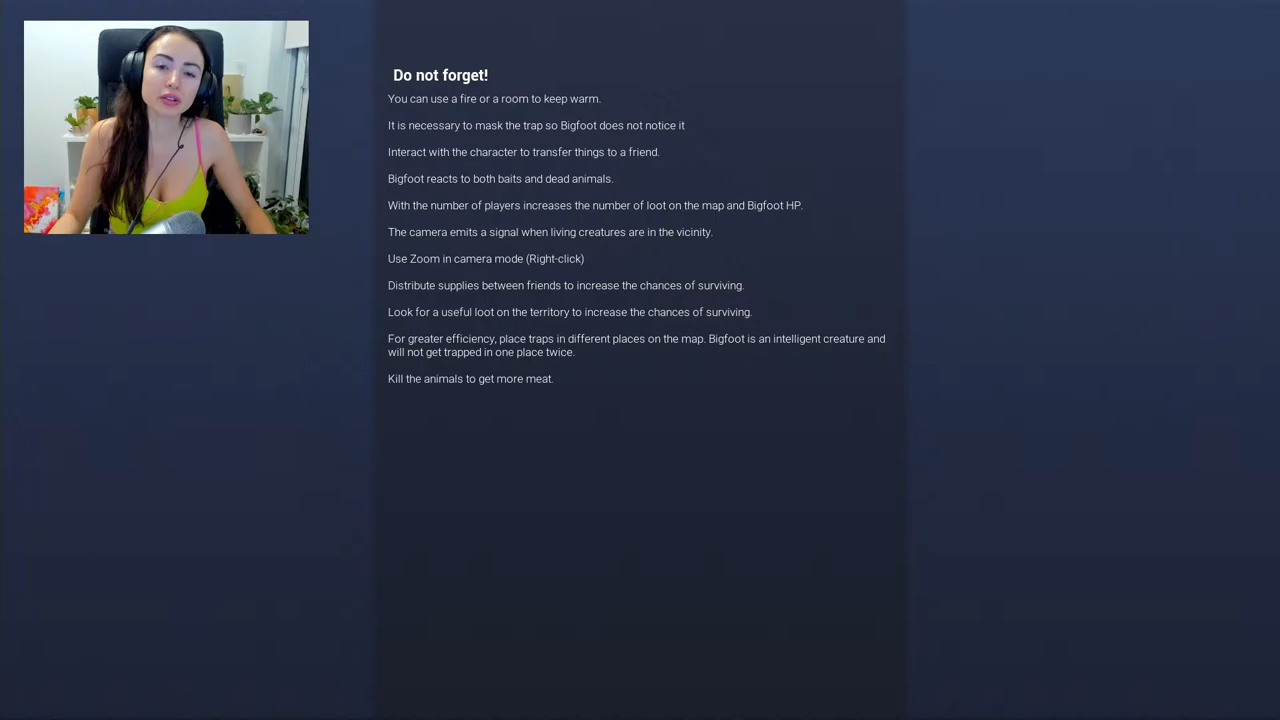 Do not forget!
You can use a fire or a room to keep warm.
It is necessary to mask the trap so Bigfoot does not notice it
Interact with the character to transfer things to a friend.
Bigfoot reacts to both baits and dead animals.
With the number of players increases the number of loot on the map and Bigfoot HP.
The camera emits a signal when living creatures are in the vicinity.
Use Zoom in camera mode (Right-click)
Distribute supplies between friends to increase the chances of surviving.
Look for a useful loot on the territory to increase the chances of surviving.
For greater efficiency, place traps in different places on the map. Bigfoot is an intelligent creature and
will not get trapped in one place twice.
Kill the animals to get more meat.